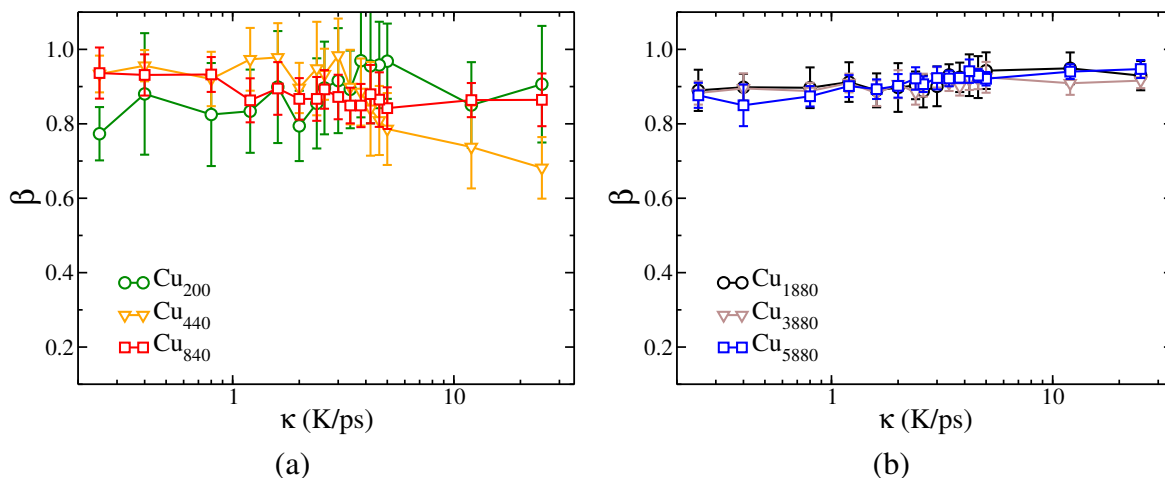 1.0
0.8
0.6
0.4
0.2
β
Cu₂₀₀
Cu₄₄₀
Cu₈₄₀
1 10
κ (K/ps)
(a)
1.0
0.8
0.6
0.4
0.2
β
Cu₁₈₈₀
Cu₃₈₈₀
Cu₅₈₈₀
1 10
κ (K/ps)
(b)